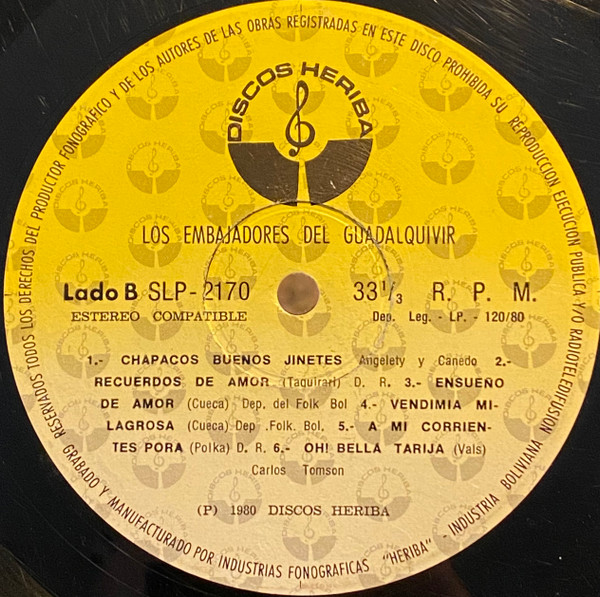 RESERVADOS TODOS LOS DERECHOS DEL PRODUCTOR FONOGRAFICO Y DE LOS AUTORES DE LAS OBRAS REGISTRADAS EN ESTE DISCO PROHIBIDA SU REPRODUCCION EJECUCION PUBLICA Y/O RADIOTELEDIFUSION
DISCOS HERIBA
LOS EMBAJADORES DEL GUADALQUIVIR
Lado B SLP-2170 33 1/3 R. P. M.
ESTEREO COMPATIBLE Dep. Leg. - LP. - 120/80
1.- CHAPACOS BUENOS JINETES Angelety y Canedo 2.-
RECUERDOS DE AMOR (Taquirari) D. R. 3.- ENSUEÑO
DE AMOR (Cueca) Dep. del Folk Bol 4.- VENDIMIA MI-
LAGROSA (Cueca) Dep .Folk. Bol. 5.- A MI CORRIEN-
TES PORA (Polka) D. R. 6.- OH! BELLA TARIJA (Vals)
Carlos Tomson
(P) 1980 DISCOS HERIBA
GRABADO Y MANUFACTURADO POR INDUSTRIAS FONOGRAFICAS "HERIBA" - INDUSTRIA BOLIVIANA